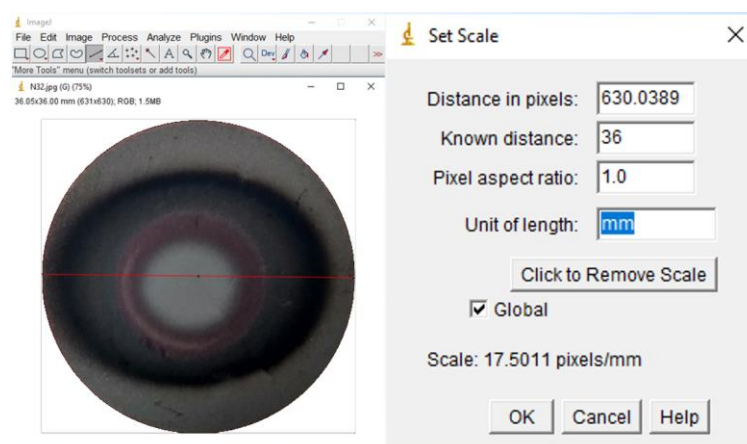 ImageJ
File Edit Image Process Analyze Plugins Window Help
A Dev >>
"More Tools" menu (switch toolsets or add tools)
N32.jpg (G) (75%)
36.05x36.00 mm (631x630); RGB; 1.5MB
Set Scale
Distance in pixels: 630.0389
Known distance: 36
Pixel aspect ratio: 1.0
Unit of length: mm
Click to Remove Scale
Global
Scale: 17.5011 pixels/mm
OK Cancel Help